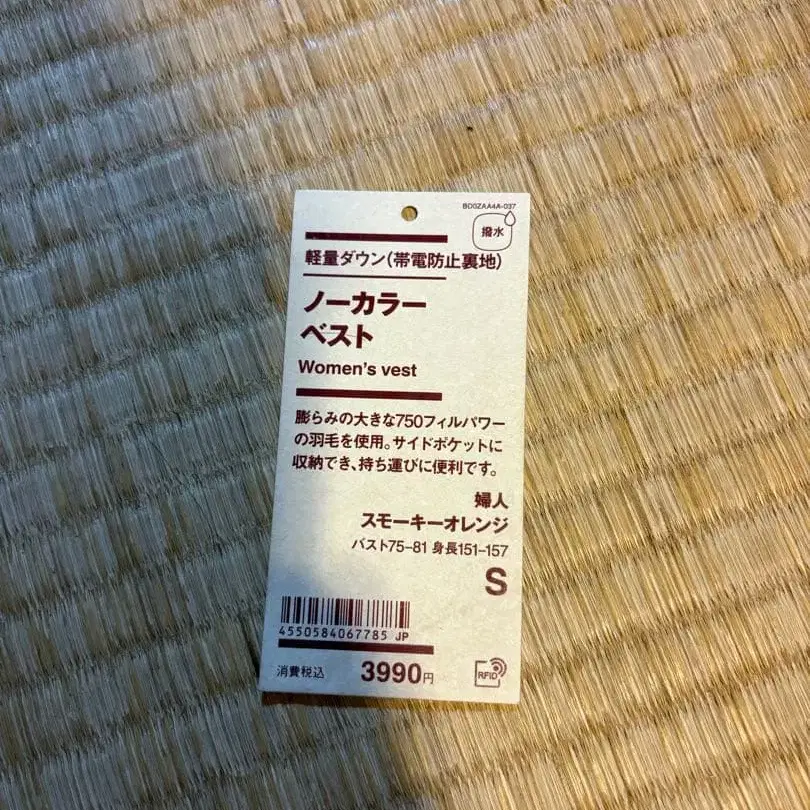 BD0ZAA4A-037
撥水
軽量ダウン(帯電防止裏地)
ノーカラー
ベスト
Women's vest
膨らみの大きな750フィルパワー
の羽毛を使用。サイドポケットに
収納でき、持ち運びに便利です。
婦人
スモーキーオレンジ
バスト75-81 身長151-157
S
4550584067785 JP
消費税込 3990円
RFID